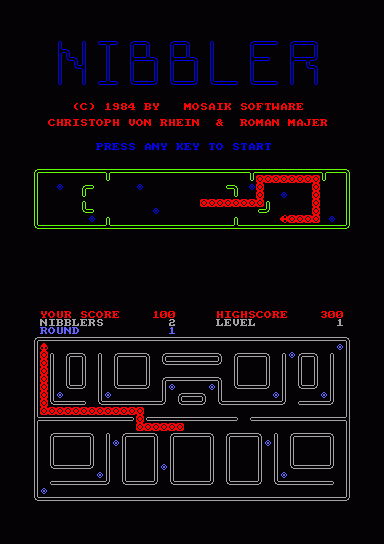 NIBBLER
(C) 1984 BY MOSAIK SOFTWARE
CHRISTOPH VON RHEIN & ROMAN MAJER
PRESS ANY KEY TO START
YOUR SCORE 100 HIGHSCORE 300
NIBBLERS 2 LEVEL 1
ROUND 1